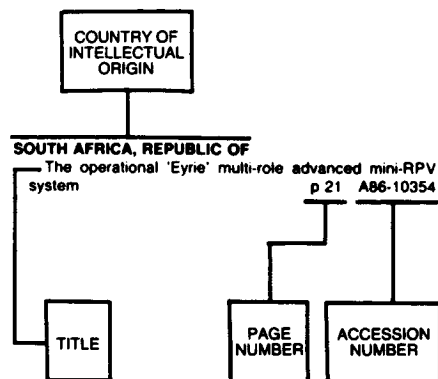 COUNTRY OF
INTELLECTUAL
ORIGIN
SOUTH AFRICA, REPUBLIC OF
The operational 'Eyrie' multi-role advanced mini-RPV
system p 21 A86-10354
TITLE
PAGE
NUMBER
ACCESSION
NUMBER